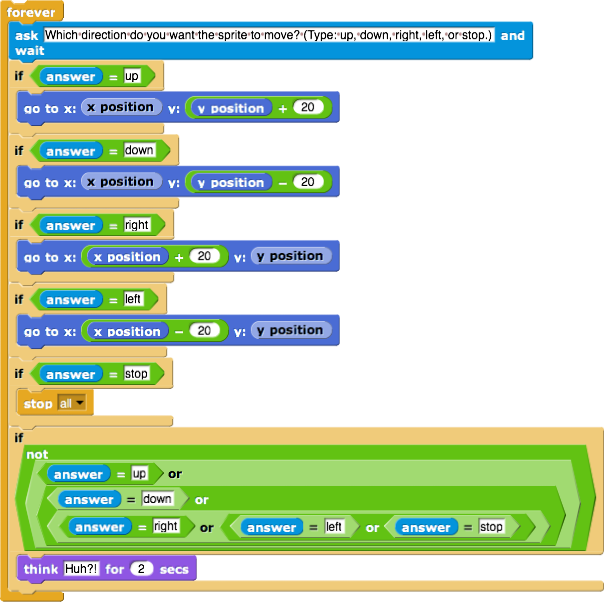 forever
ask Which direction do you want the sprite to move? (Type: up, down, right, left, or stop.) and
wait
if answer = up
go to x: x position y: y position + 20
if answer = down
go to x: x position y: y position - 20
if answer = right
go to x: x position + 20 y: y position
if answer = left
go to x: x position - 20 y: y position
if answer = stop
stop all
if
not
answer = up or
answer = down or
answer = right or answer = left or answer = stop
think Huh?! for 2 secs